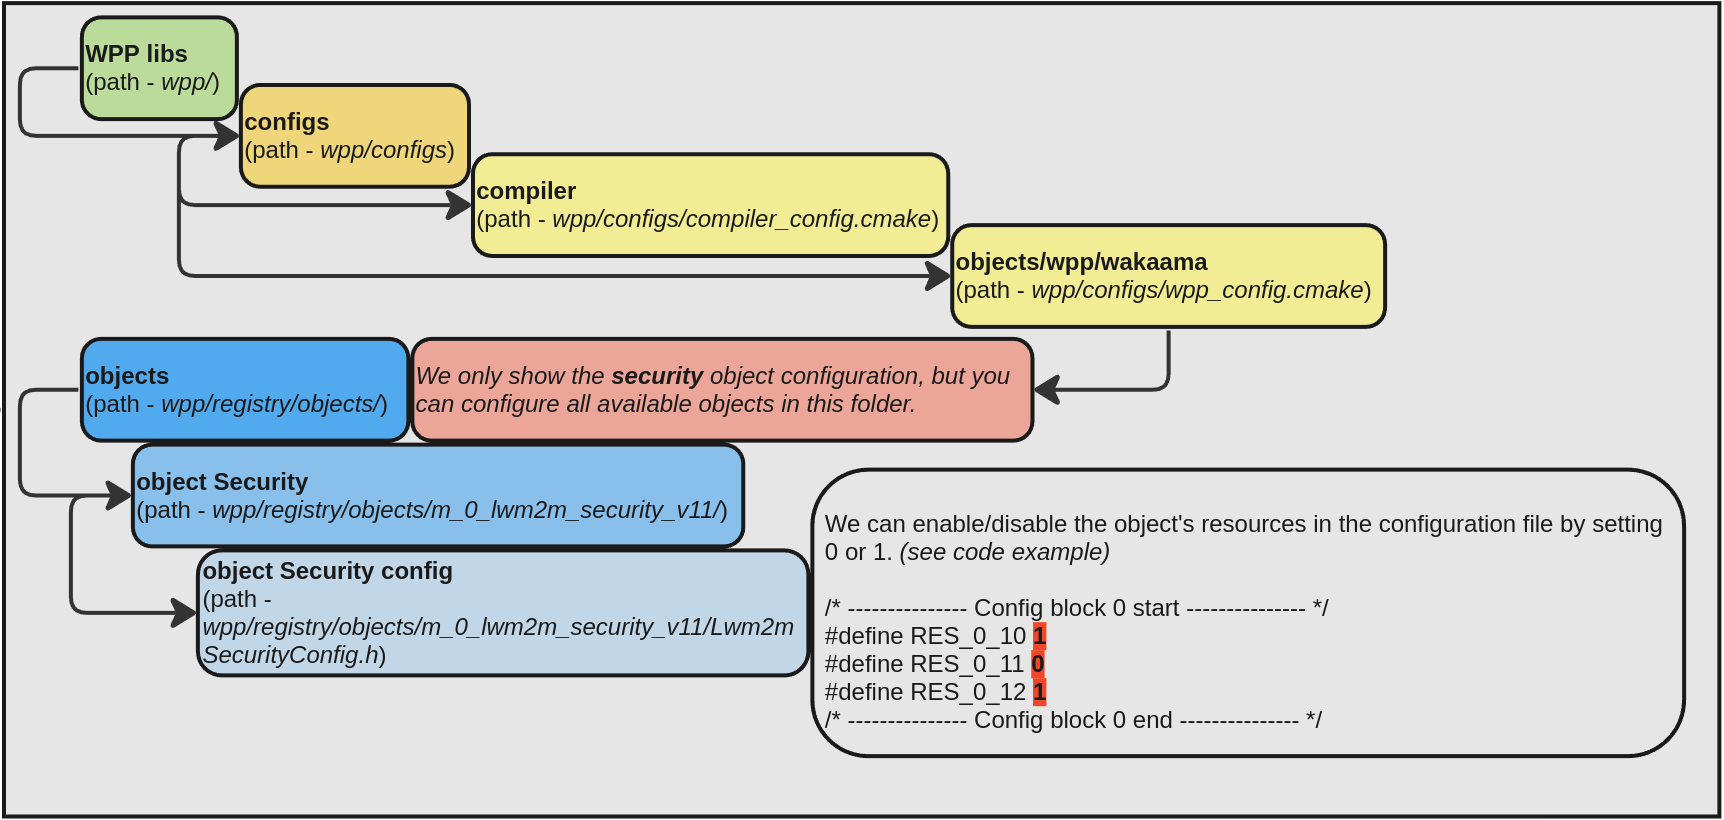 WPP libs
(path - wpp/)
configs
(path - wpp/configs)
compiler
(path - wpp/configs/compiler_config.cmake)
objects/wpp/wakaama
(path - wpp/configs/wpp_config.cmake)
objects
(path - wpp/registry/objects/)
We only show the security object configuration, but you
can configure all available objects in this folder.
object Security
(path - wpp/registry/objects/m_0_lwm2m_security_v11/)
object Security config
(path -
wpp/registry/objects/m_0_lwm2m_security_v11/Lwm2m
SecurityConfig.h)
We can enable/disable the object's resources in the configuration file by setting
0 or 1. (see code example)
/* --------------- Config block 0 start --------------- */
#define RES_0_10 1
#define RES_0_11 0
#define RES_0_12 1
/* --------------- Config block 0 end --------------- */